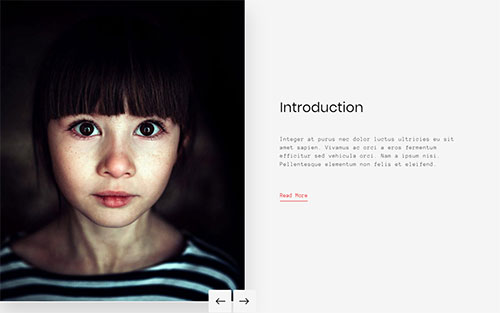 Introduction
Integer at purus nec dolor luctus ultricies eu sit
amet sapien. Vivamus ac orci a eros fermentum
efficitur sed vehicula orci. Nam a ipsum nisi.
Pellentesque elementum non felis et eleifend.
Read More